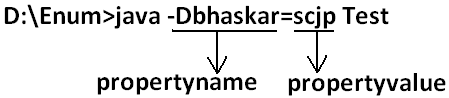 D:\Enum>java -Dbhaskar=scjp Test
propertyname propertyvalue